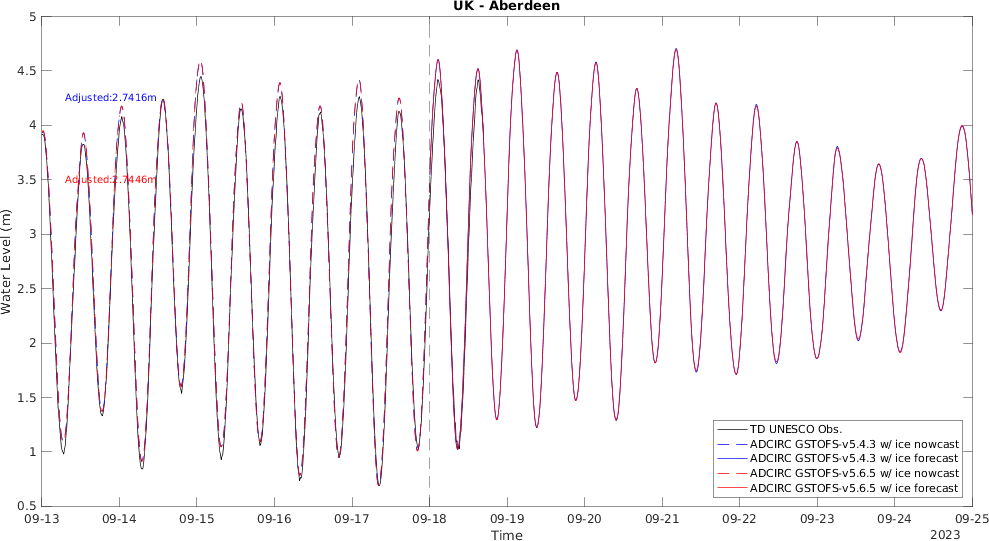 UK - Aberdeen
5
4.5
4
3.5
3
2.5
2
1.5
1
0.5
Water Level (m)
Adjusted:2.7416m
Adjusted:2.7446m
TD UNESCO Obs.
ADCIRC GSTOFS-v5.4.3 w/ ice nowcast
ADCIRC GSTOFS-v5.4.3 w/ ice forecast
ADCIRC GSTOFS-v5.6.5 w/ ice nowcast
ADCIRC GSTOFS-v5.6.5 w/ ice forecast
09-13 09-14 09-15 09-16 09-17 09-18 09-19 09-20 09-21 09-22 09-23 09-24 09-25
Time
2023